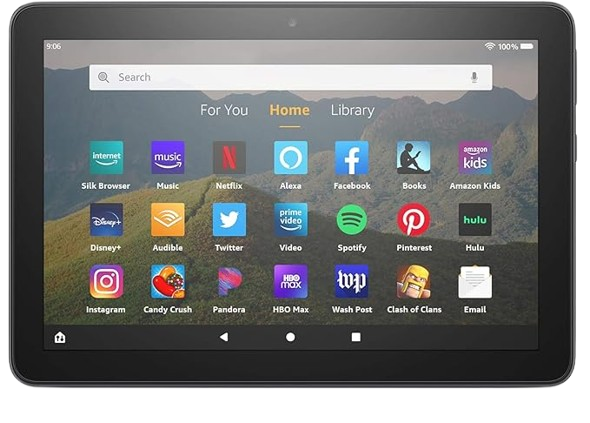 9:06 100%
Search
For You Home Library
internet music amazon kids
Silk Browser Music Netflix Alexa Facebook Books Amazon Kids
Disney+ prime video hulu
Disney+ Audible Twitter Video Spotify Pinterest Hulu
HBO max wp
Instagram Candy Crush Pandora HBO Max Wash Post Clash of Clans Email